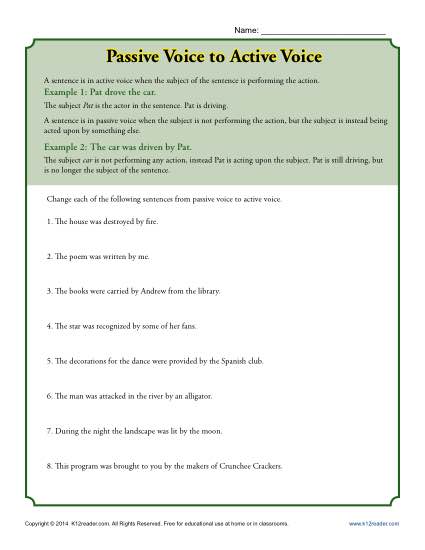 Name: ____________________________
Passive Voice to Active Voice
A sentence is in active voice when the subject of the sentence is performing the action.
Example 1: Pat drove the car.
The subject Pat is the actor in the sentence. Pat is driving.
A sentence is in passive voice when the subject is not performing the action, but the subject is instead being
acted upon by something else.
Example 2: The car was driven by Pat.
The subject car is not performing any action, instead Pat is acting upon the subject. Pat is still driving, but
is no longer the subject of the sentence.
Change each of the following sentences from passive voice to active voice.
1. The house was destroyed by fire.
2. The poem was written by me.
3. The books were carried by Andrew from the library.
4. The star was recognized by some of her fans.
5. The decorations for the dance were provided by the Spanish club.
6. The man was attacked in the river by an alligator.
7. During the night the landscape was lit by the moon.
8. This program was brought to you by the makers of Crunchee Crackers.
Copyright © 2014 K12reader.com. All Rights Reserved. Free for educational use at home or in classrooms. www.k12reader.com